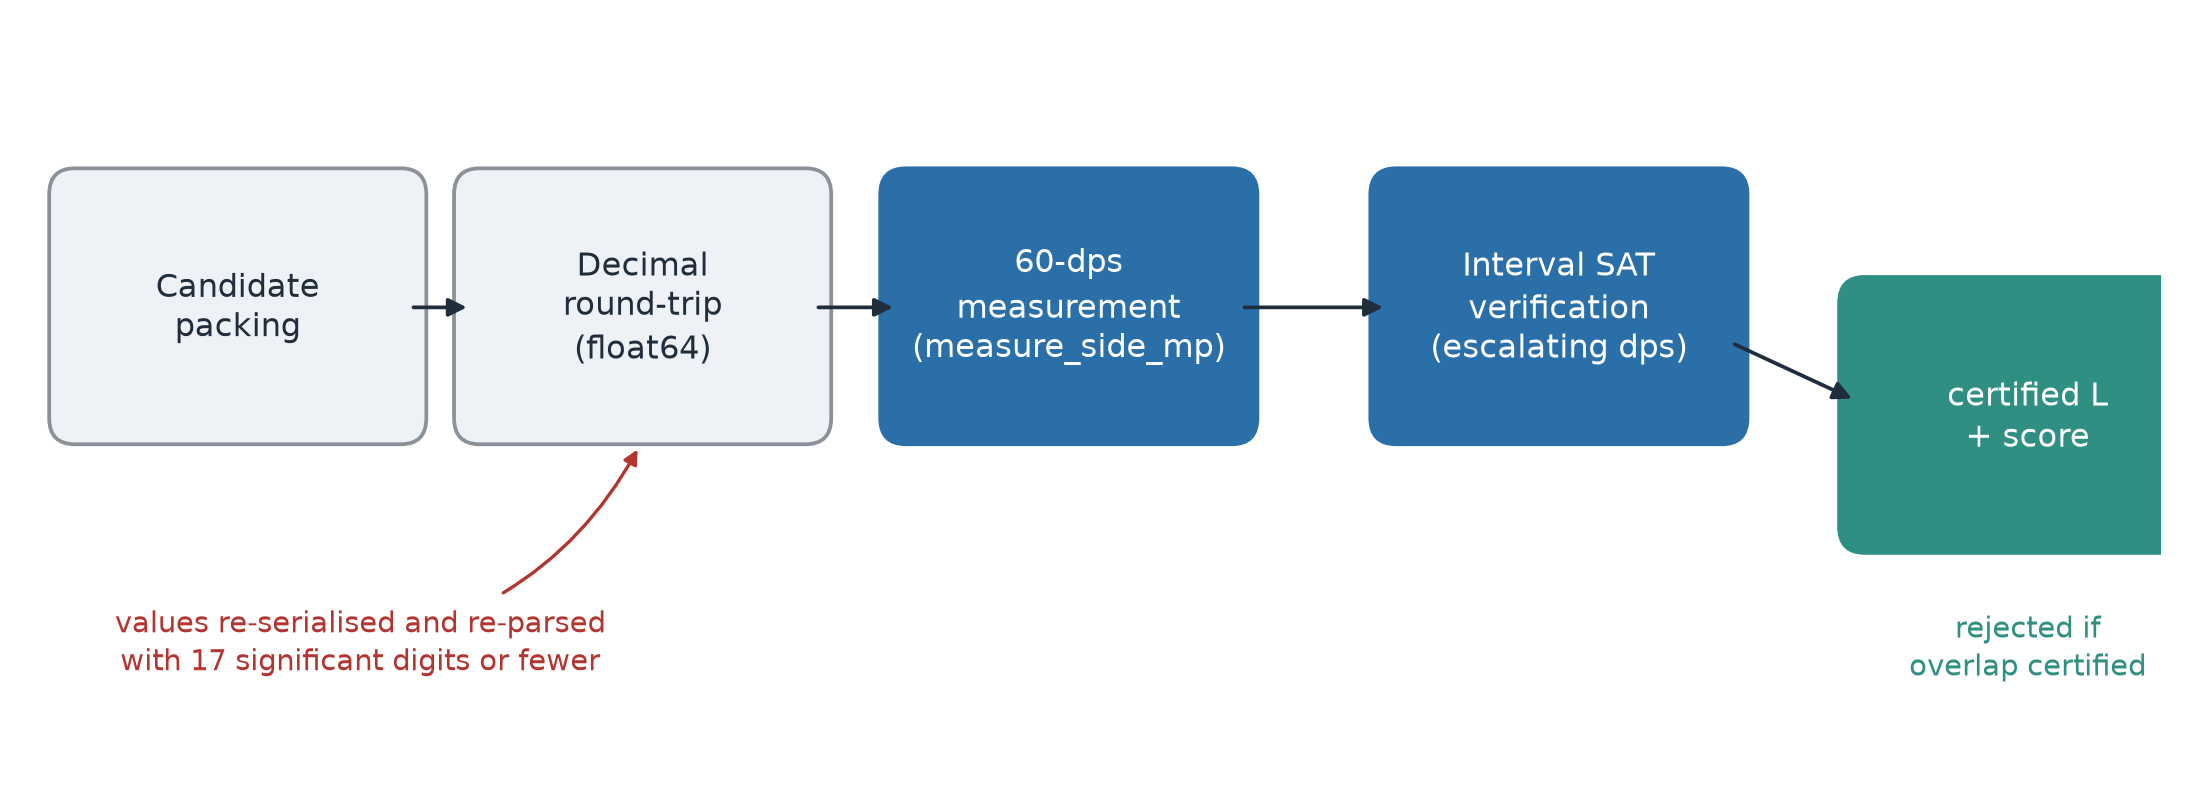 Candidate
packing
Decimal
round-trip
(float64)
60-dps
measurement
(measure_side_mp)
Interval SAT
verification
(escalating dps)
certified L
+ score
values re-serialised and re-parsed
with 17 significant digits or fewer
rejected if
overlap certified